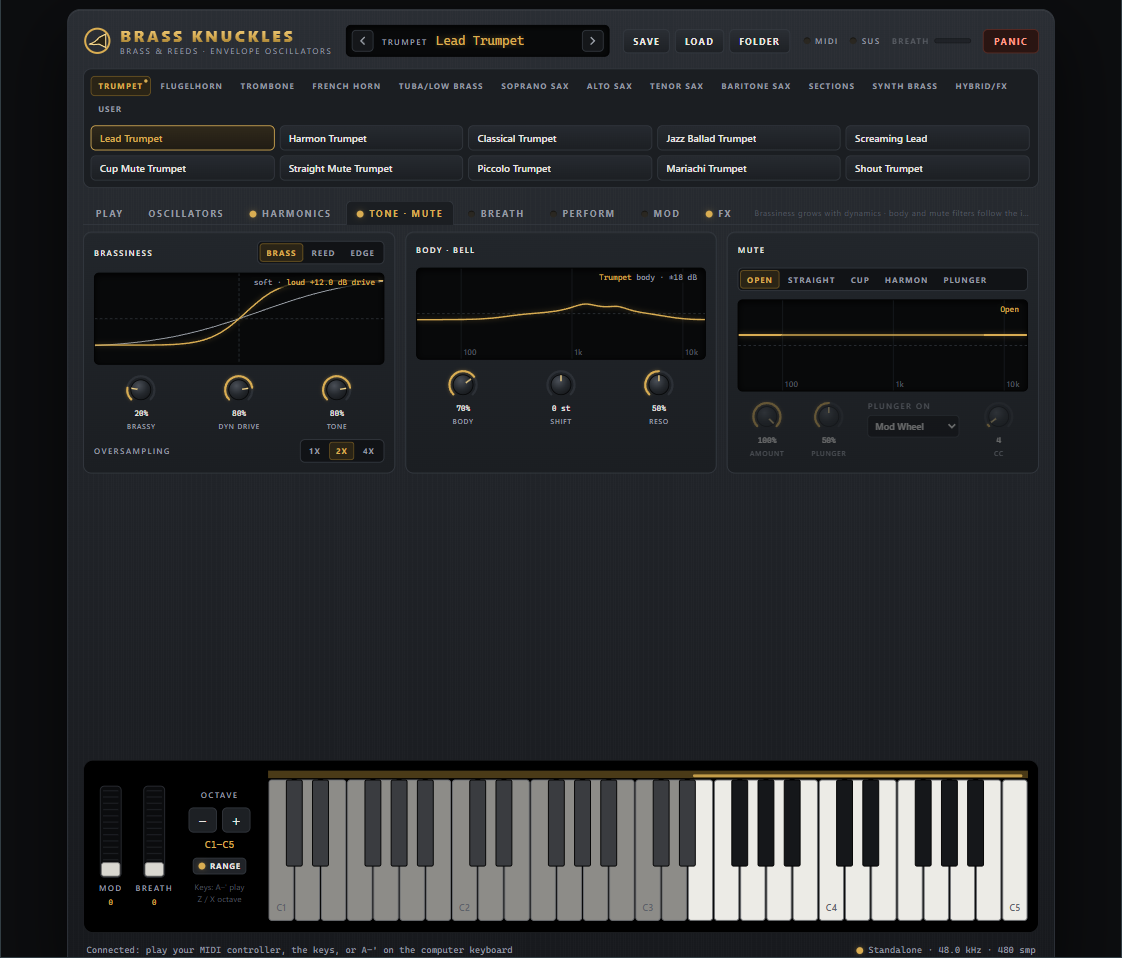 BRASS KNUCKLES
BRASS & REEDS · ENVELOPE OSCILLATORS
TRUMPET Lead Trumpet
SAVE LOAD FOLDER MIDI SUS BREATH PANIC
TRUMPET FLUGELHORN TROMBONE FRENCH HORN TUBA/LOW BRASS SOPRANO SAX ALTO SAX TENOR SAX BARITONE SAX SECTIONS SYNTH BRASS HYBRID/FX
USER
Lead Trumpet Harmon Trumpet Classical Trumpet Jazz Ballad Trumpet Screaming Lead
Cup Mute Trumpet Straight Mute Trumpet Piccolo Trumpet Mariachi Trumpet Shout Trumpet
PLAY OSCILLATORS HARMONICS TONE · MUTE BREATH PERFORM MOD FX Brassiness grows with dynamics · body and mute filters follow the i…
BRASSINESS BRASS REED EDGE
soft · loud +12.0 dB drive
20% 80% 80%
BRASSY DYN DRIVE TONE
OVERSAMPLING 1X 2X 4X
BODY · BELL
Trumpet body · ±18 dB
100 1k 10k
70% 0 st 50%
BODY SHIFT RESO
MUTE
OPEN STRAIGHT CUP HARMON PLUNGER
Open
100 1k 10k
PLUNGER ON
Mod Wheel
100% 50% 4
AMOUNT PLUNGER CC
OCTAVE
− +
C1–C5
RANGE
MOD BREATH
0 0
Keys: A–' play
Z / X octave
C1 C2 C3 C4 C5
Connected: play your MIDI controller, the keys, or A–' on the computer keyboard
Standalone · 48.0 kHz · 480 smp